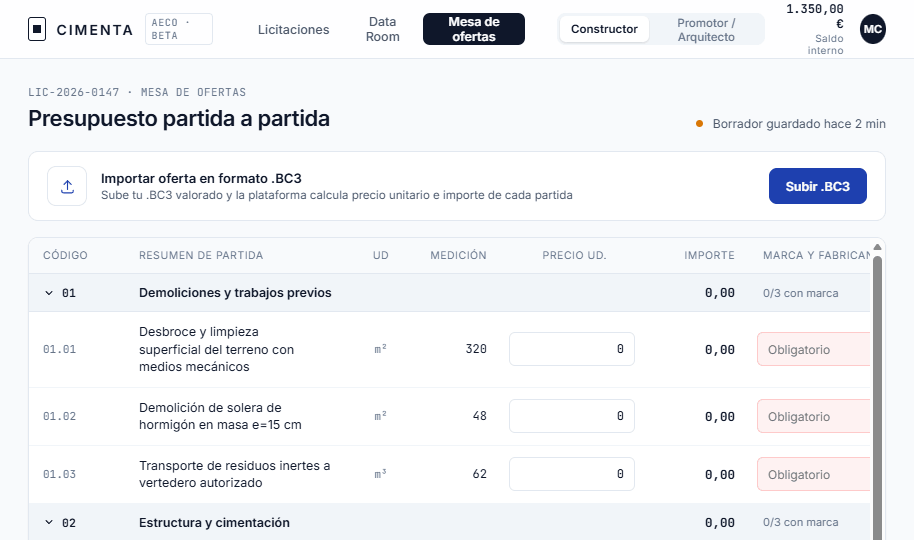 CIMENTA
AECO ·
BETA
Licitaciones
Data
Room
Mesa de
ofertas
Constructor
Promotor /
Arquitecto
1.350,00
€
Saldo
interno
MC
LIC-2026-0147 · MESA DE OFERTAS
Presupuesto partida a partida
Borrador guardado hace 2 min
Importar oferta en formato .BC3
Sube tu .BC3 valorado y la plataforma calcula precio unitario e importe de cada partida
Subir .BC3
CÓDIGO RESUMEN DE PARTIDA UD MEDICIÓN PRECIO UD. IMPORTE MARCA Y FABRICAN
01 Demoliciones y trabajos previos 0,00 0/3 con marca
Desbroce y limpieza
superficial del terreno con
medios mecánicos
01.01 m² 320 0 0,00 Obligatorio
Demolición de solera de
hormigón en masa e=15 cm
01.02 m² 48 0 0,00 Obligatorio
Transporte de residuos inertes a
vertedero autorizado
01.03 m³ 62 0 0,00 Obligatorio
02 Estructura y cimentación 0,00 0/3 con marca